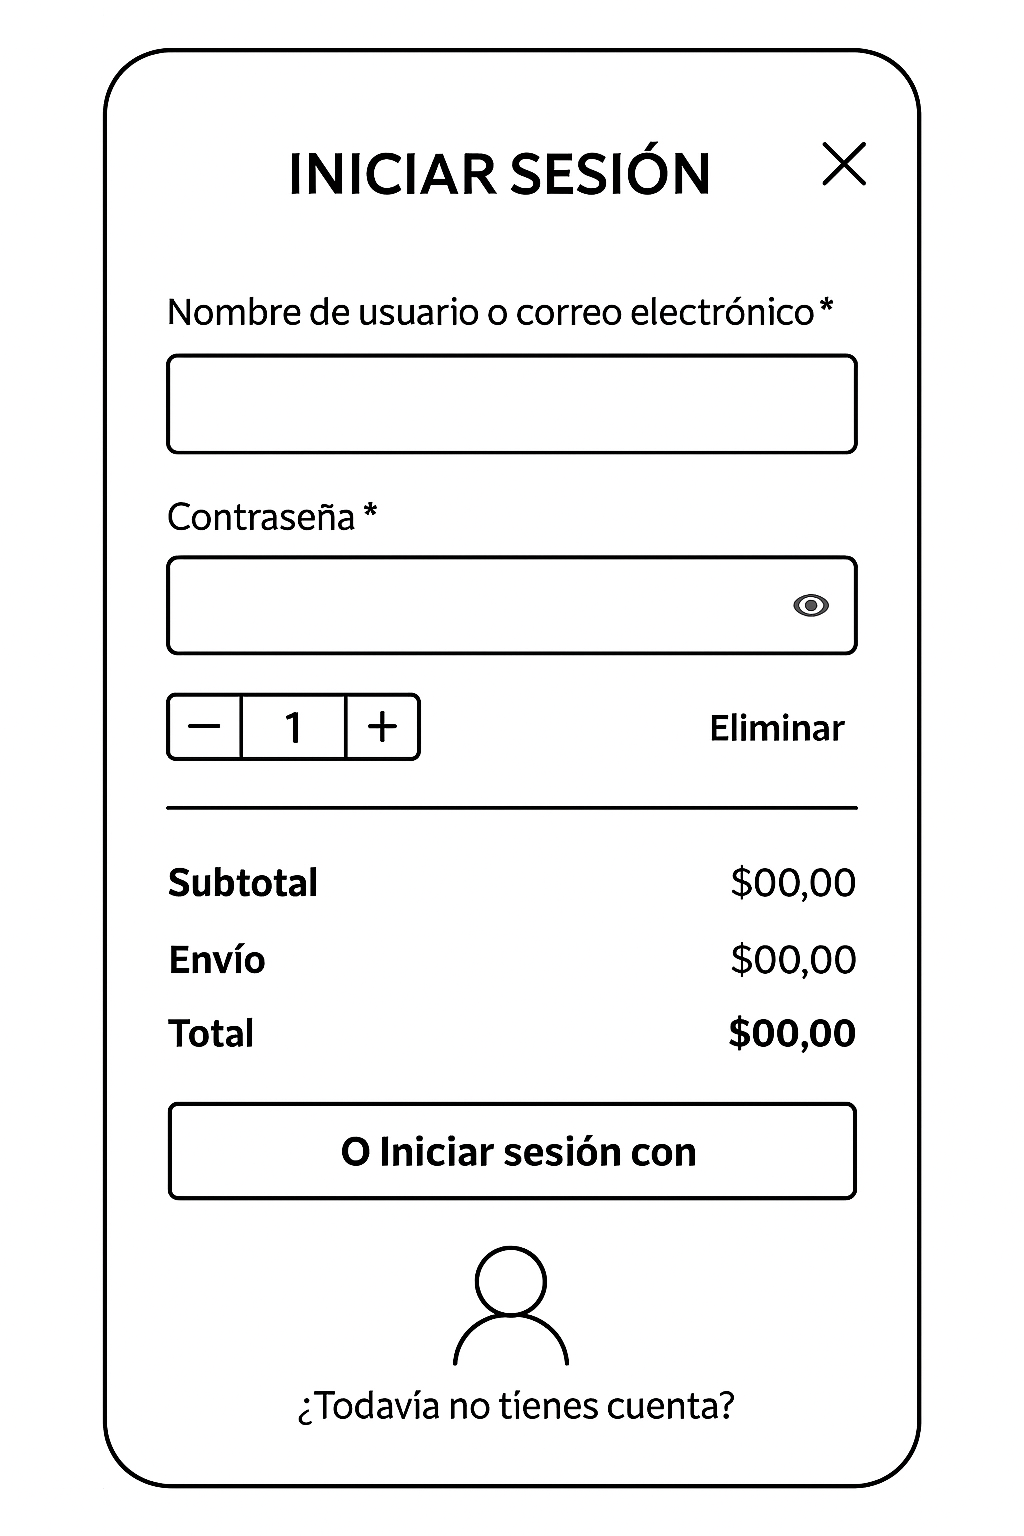 INICIAR SESIÓN
Nombre de usuario o correo electrónico*
Contraseña *
— 1 + Eliminar
Subtotal $00,00
Envío $00,00
Total $00,00
O Iniciar sesión con
¿Todavía no tíenes cuenta?